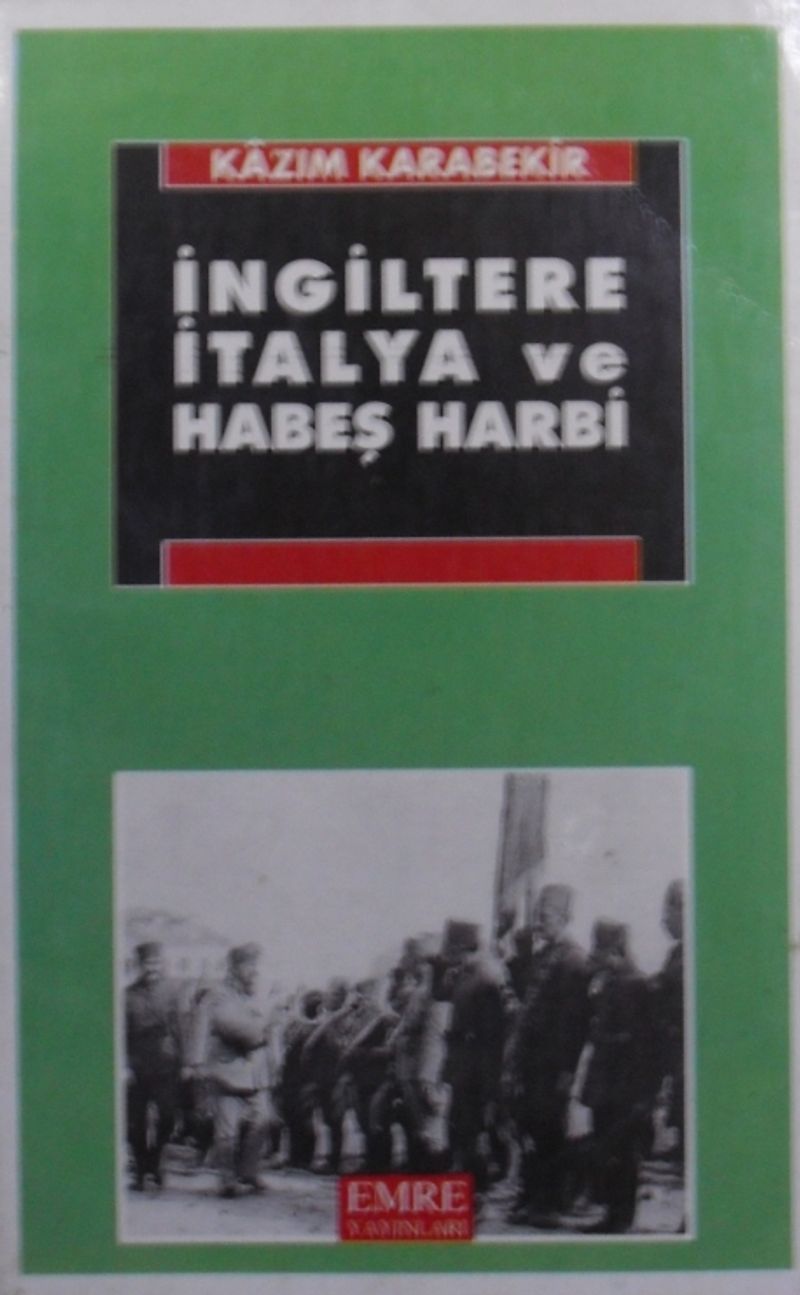 KÂZIM KARABEKİR
İNGİLTERE
İTALYA ve
HABEŞ HARBİ
EMRE
YAYINLARI